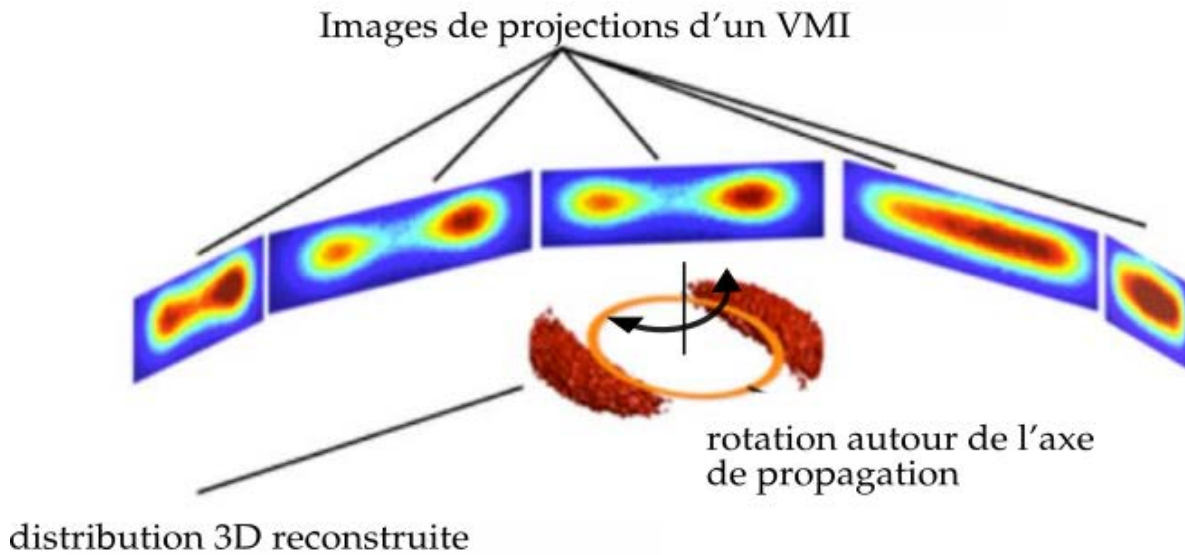 Images de projections d'un VMI
rotation autour de l'axe
de propagation
distribution 3D reconstruite